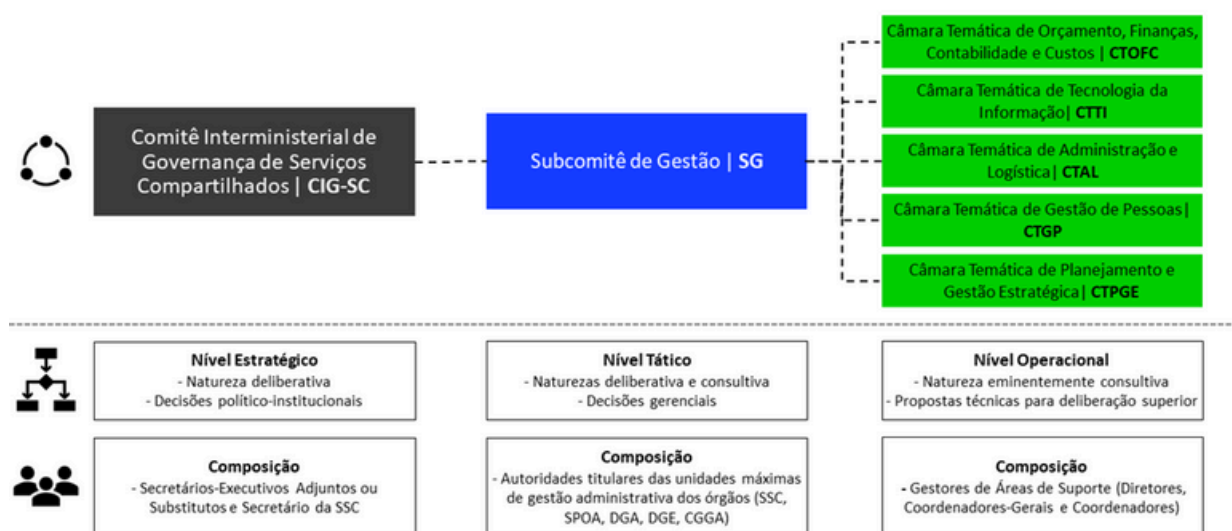 Comitê Interministerial de
Governança de Serviços
Compartilhados | CIG-SC
Subcomitê de Gestão | SG
Câmara Temática de Orçamento, Finanças,
Contabilidade e Custos | CTOFC
Câmara Temática de Tecnologia da
Informação| CTTI
Câmara Temática de Administração e
Logística| CTAL
Câmara Temática de Gestão de Pessoas|
CTGP
Câmara Temática de Planejamento e
Gestão Estratégica| CTPGE
Nível Estratégico
- Natureza deliberativa
- Decisões político-institucionais
Nível Tático
- Naturezas deliberativa e consultiva
- Decisões gerenciais
Nível Operacional
- Natureza eminentemente consultiva
- Propostas técnicas para deliberação superior
Composição
- Secretários-Executivos Adjuntos ou
Substitutos e Secretário da SSC
Composição
- Autoridades titulares das unidades máximas
de gestão administrativa dos órgãos (SSC,
SPOA, DGA, DGE, CGGA)
Composição
- Gestores de Áreas de Suporte (Diretores,
Coordenadores-Gerais e Coordenadores)